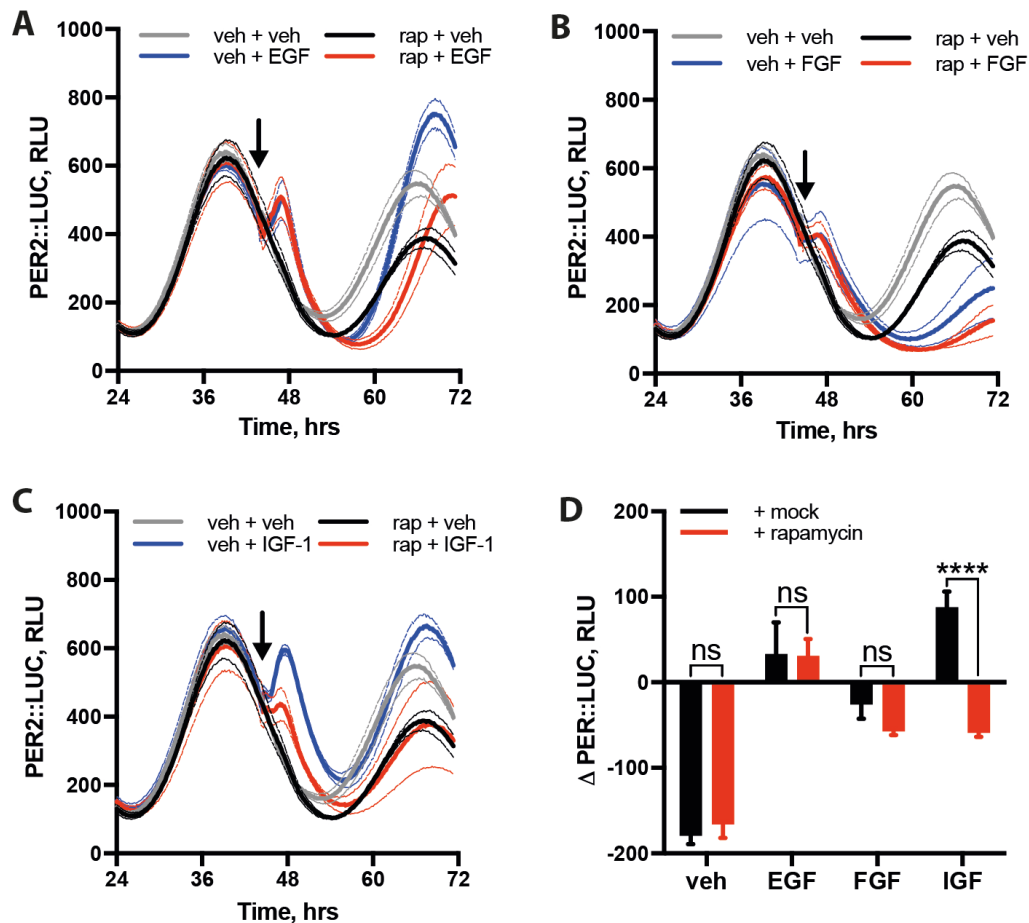 A
veh + veh rap + veh
veh + EGF rap + EGF
1000
800
600
400
200
0
PER2::LUC, RLU
24 36 48 60 72
Time, hrs
B
veh + veh rap + veh
veh + FGF rap + FGF
1000
800
600
400
200
0
PER2::LUC, RLU
24 36 48 60 72
Time, hrs
C
veh + veh rap + veh
veh + IGF-1 rap + IGF-1
1000
800
600
400
200
0
PER2::LUC, RLU
24 36 48 60 72
Time, hrs
D
+ mock
+ rapamycin
200
100
0
-100
-200
Δ PER::LUC, RLU
ns ns ns ****
veh EGF FGF IGF